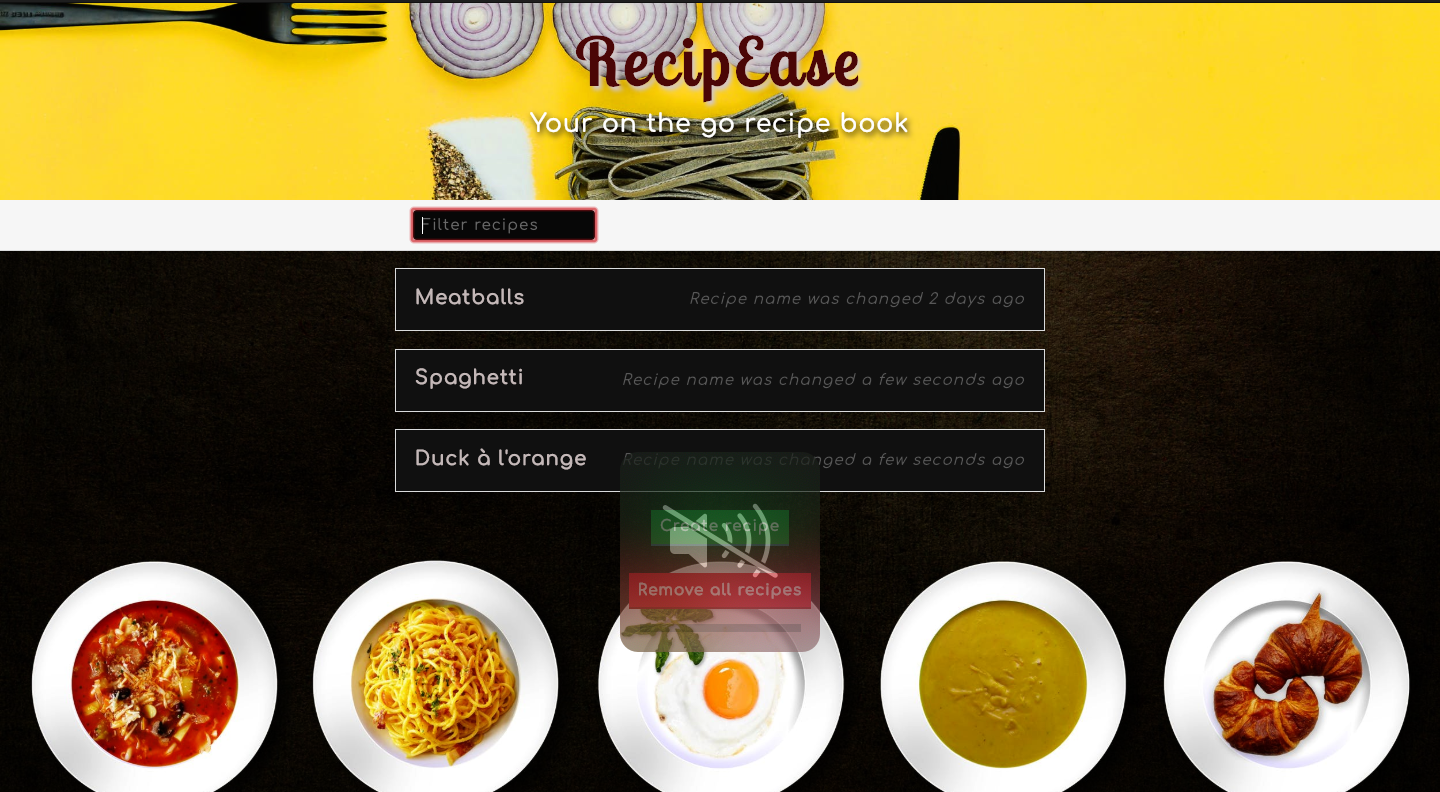 RecipEase
Your on the go recipe book
Filter recipes
Meatballs
Recipe name was changed 2 days ago
Spaghetti
Recipe name was changed a few seconds ago
Duck à l'orange
Recipe name was changed a few seconds ago
Create recipe
Remove all recipes